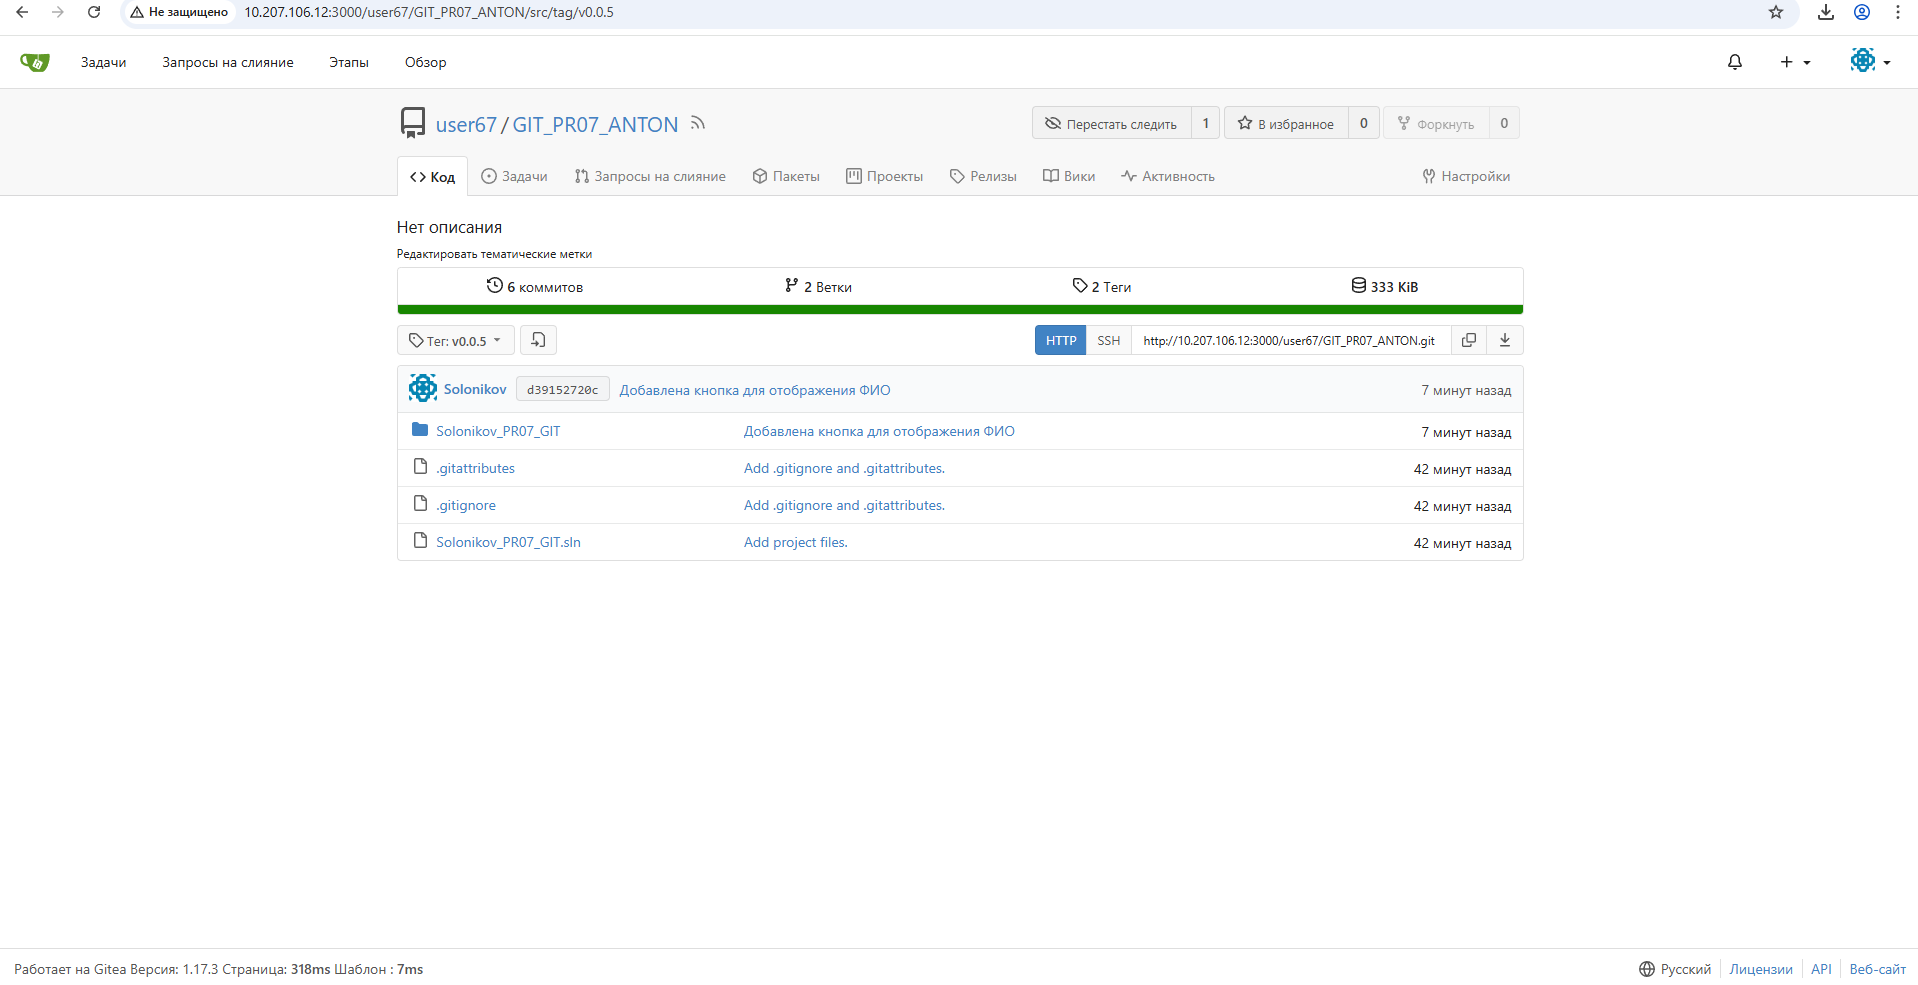 Не защищено 10.207.106.12:3000/user67/GIT_PR07_ANTON/src/tag/v0.0.5
Задачи Запросы на слияние Этапы Обзор
user67 / GIT_PR07_ANTON Перестать следить 1 В избранное 0 Форкнуть 0
Код Задачи Запросы на слияние Пакеты Проекты Релизы Вики Активность Настройки
Нет описания
Редактировать тематические метки
6 коммитов 2 Ветки 2 Теги 333 KiB
Тег: v0.0.5 HTTP SSH http://10.207.106.12:3000/user67/GIT_PR07_ANTON.git
Solonikov d39152720c Добавлена кнопка для отображения ФИО 7 минут назад
Solonikov_PR07_GIT Добавлена кнопка для отображения ФИО 7 минут назад
.gitattributes Add .gitignore and .gitattributes. 42 минут назад
.gitignore Add .gitignore and .gitattributes. 42 минут назад
Solonikov_PR07_GIT.sln Add project files. 42 минут назад
Работает на Gitea Версия: 1.17.3 Страница: 318ms Шаблон : 7ms Русский Лицензии API Веб-сайт